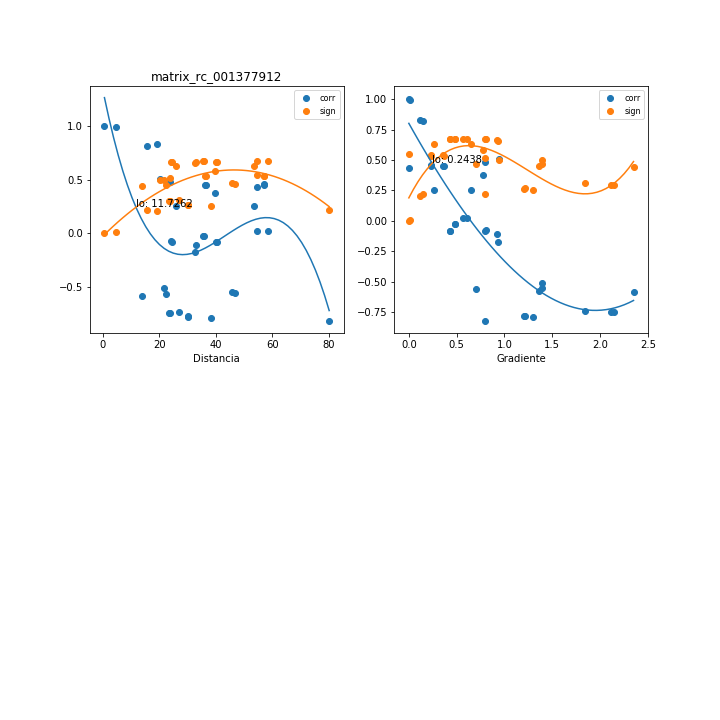 matrix_rc_001377912
corr
sign
1.0
0.5
0.0
−0.5
Io: 11.7262
0 20 40 60 80
Distancia
corr
sign
1.00
0.75
0.50
0.25
0.00
−0.25
−0.50
−0.75
Io: 0.2438
0.0 0.5 1.0 1.5 2.0 2.5
Gradiente